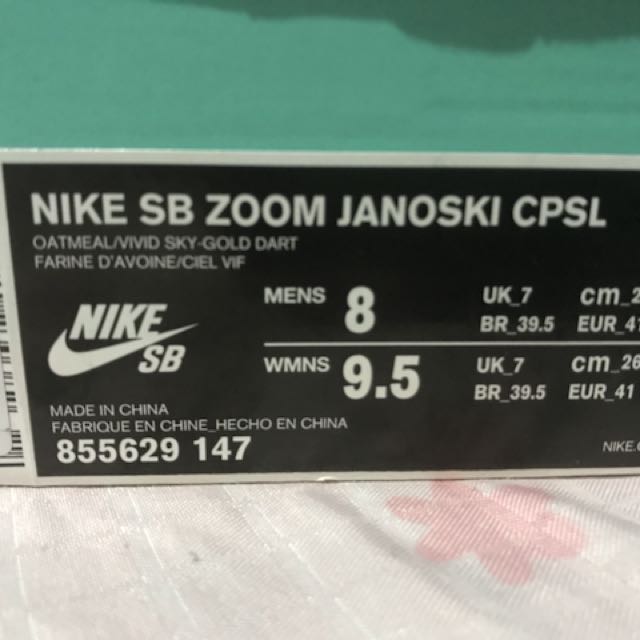 NIKE SB ZOOM JANOSKI CPSL
OATMEAL/VIVID SKY-GOLD DART
FARINE D'AVOINE/CIEL VIF
NIKE
SB
MENS 8 UK_7 cm_2
BR_39.5 EUR_41
WMNS 9.5 UK_7 cm_26
BR_39.5 EUR_41
MADE IN CHINA
FABRIQUE EN CHINE_HECHO EN CHINA
855629 147
NIKE.